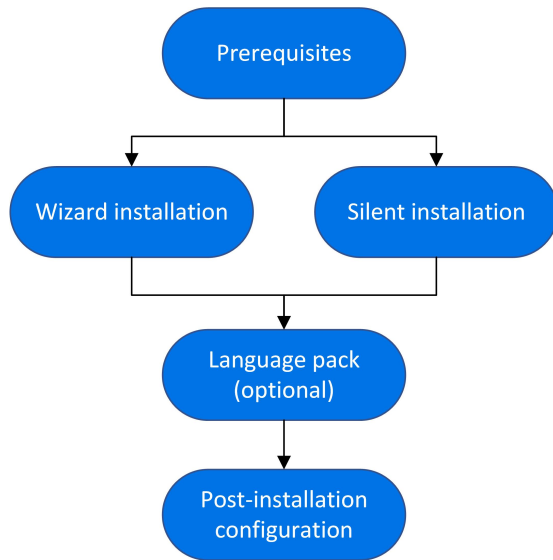 Prerequisites
Wizard installation
Silent installation
Language pack
(optional)
Post-installation
configuration